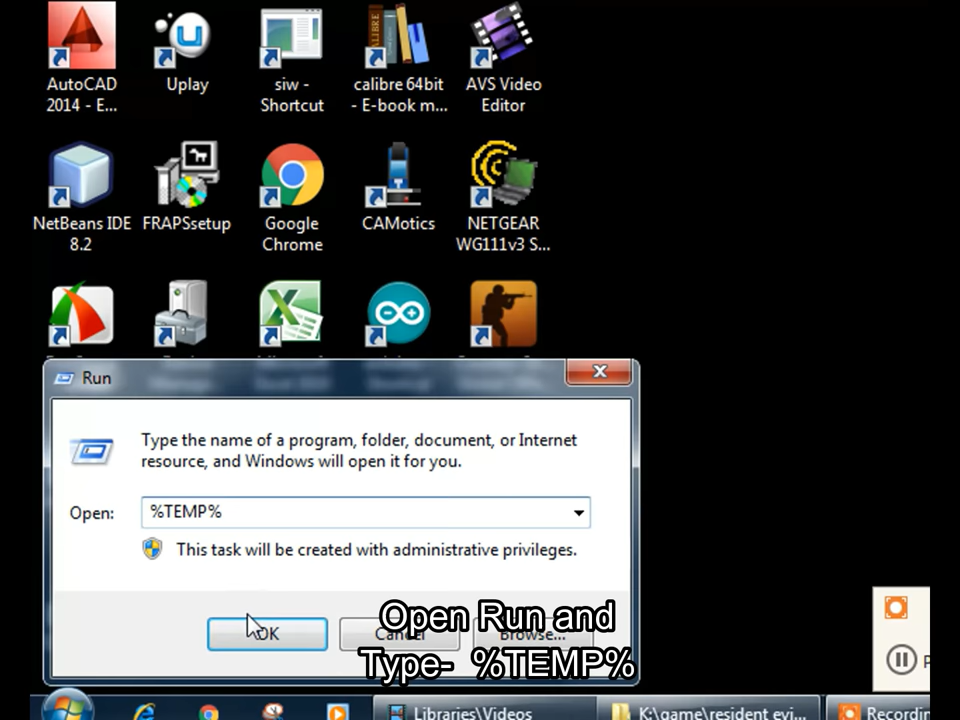 AutoCAD
2014 - E...
Uplay
siw -
Shortcut
calibre 64bit
- E-book m...
AVS Video
Editor
NetBeans IDE
8.2
FRAPSsetup
Google
Chrome
CAMotics
NETGEAR
WG111v3 S...
Run
Type the name of a program, folder, document, or Internet
resource, and Windows will open it for you.
Open:
%TEMP%
This task will be created with administrative privileges.
OK
Cancel
Browse...
Open Run and
Type- %TEMP%
Libraries\Videos
K:\game\resident evi...